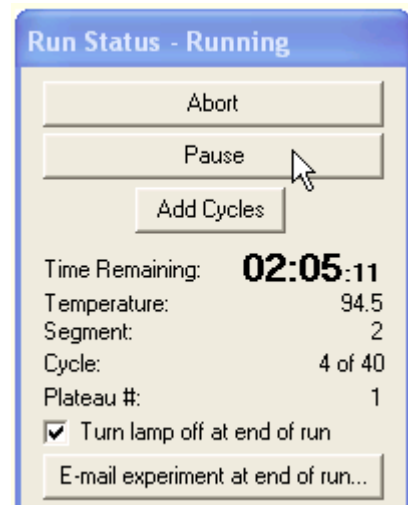 Run Status - Running
Abort
Pause
Add Cycles
Time Remaining: 02:05:11
Temperature: 94.5
Segment: 2
Cycle: 4 of 40
Plateau #: 1
Turn lamp off at end of run
E-mail experiment at end of run...